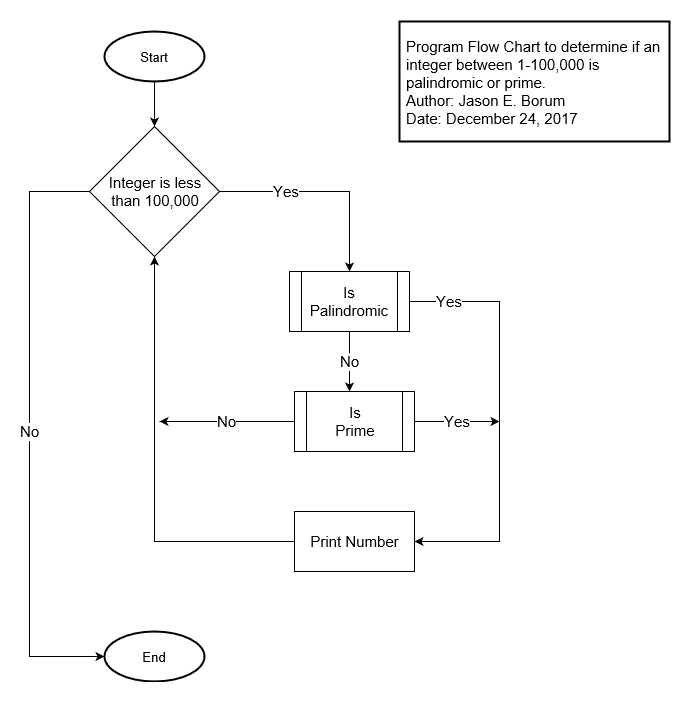 Start
Program Flow Chart to determine if an
integer between 1-100,000 is
palindromic or prime.
Author: Jason E. Borum
Date: December 24, 2017
Integer is less
than 100,000
Yes
Is
Palindromic
Yes
No
Is
Prime
No
Yes
No
Print Number
End